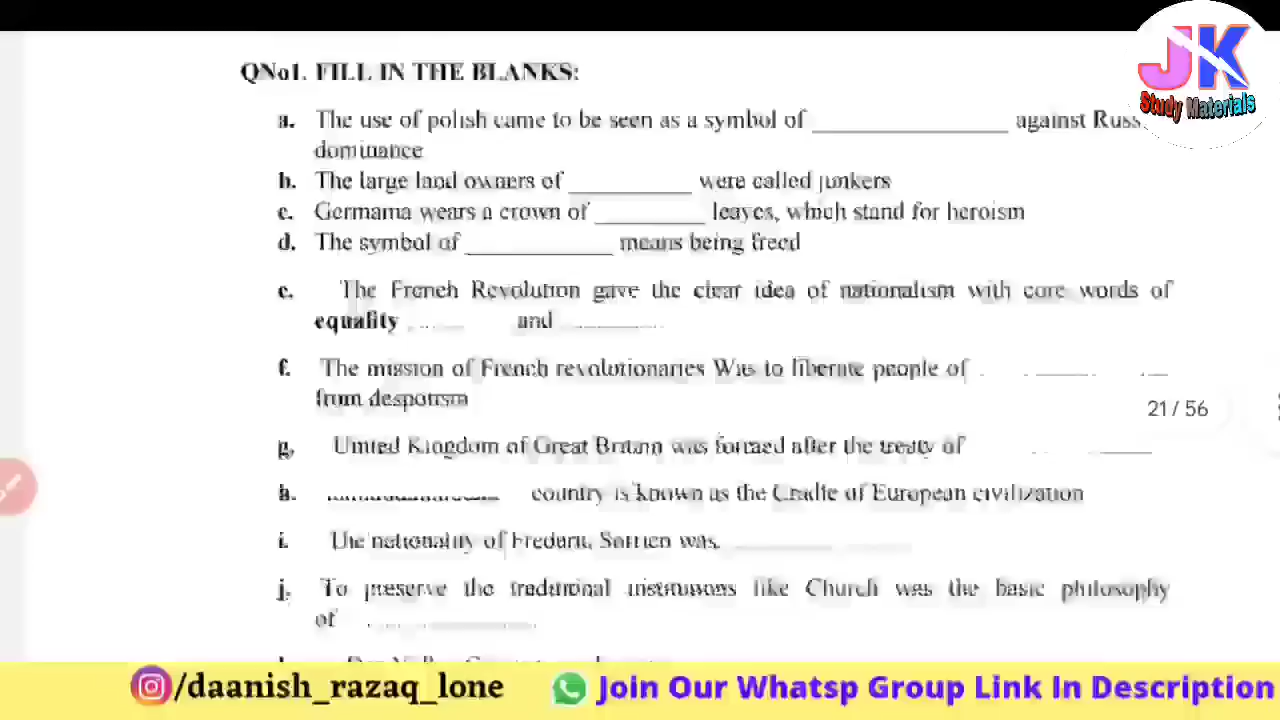 JK
Study Materials
QNo1. FILL IN THE BLANKS:
a. The use of polish came to be seen as a symbol of ________________ against Russ
dominance
b. The large land owners of __________ were called junkers
c. Germania wears a crown of _________ leaves, which stand for heroism
d. The symbol of ____________ means being freed
e. The French Revolution gave the clear idea of nationalism with core words of
equality and
f. The mission of French revolutionaries Was to liberate people of
from despotism
g. United Kingdom of Great Britain was formed after the treaty of
21 / 56
h. country is known as the Cradle of European civilization
i. The nationality of Frederic Sorrieu was
j. To preserve the traditional institutions like Church was the basic philosophy
of
/daanish_razaq_lone Join Our Whatsp Group Link In Description